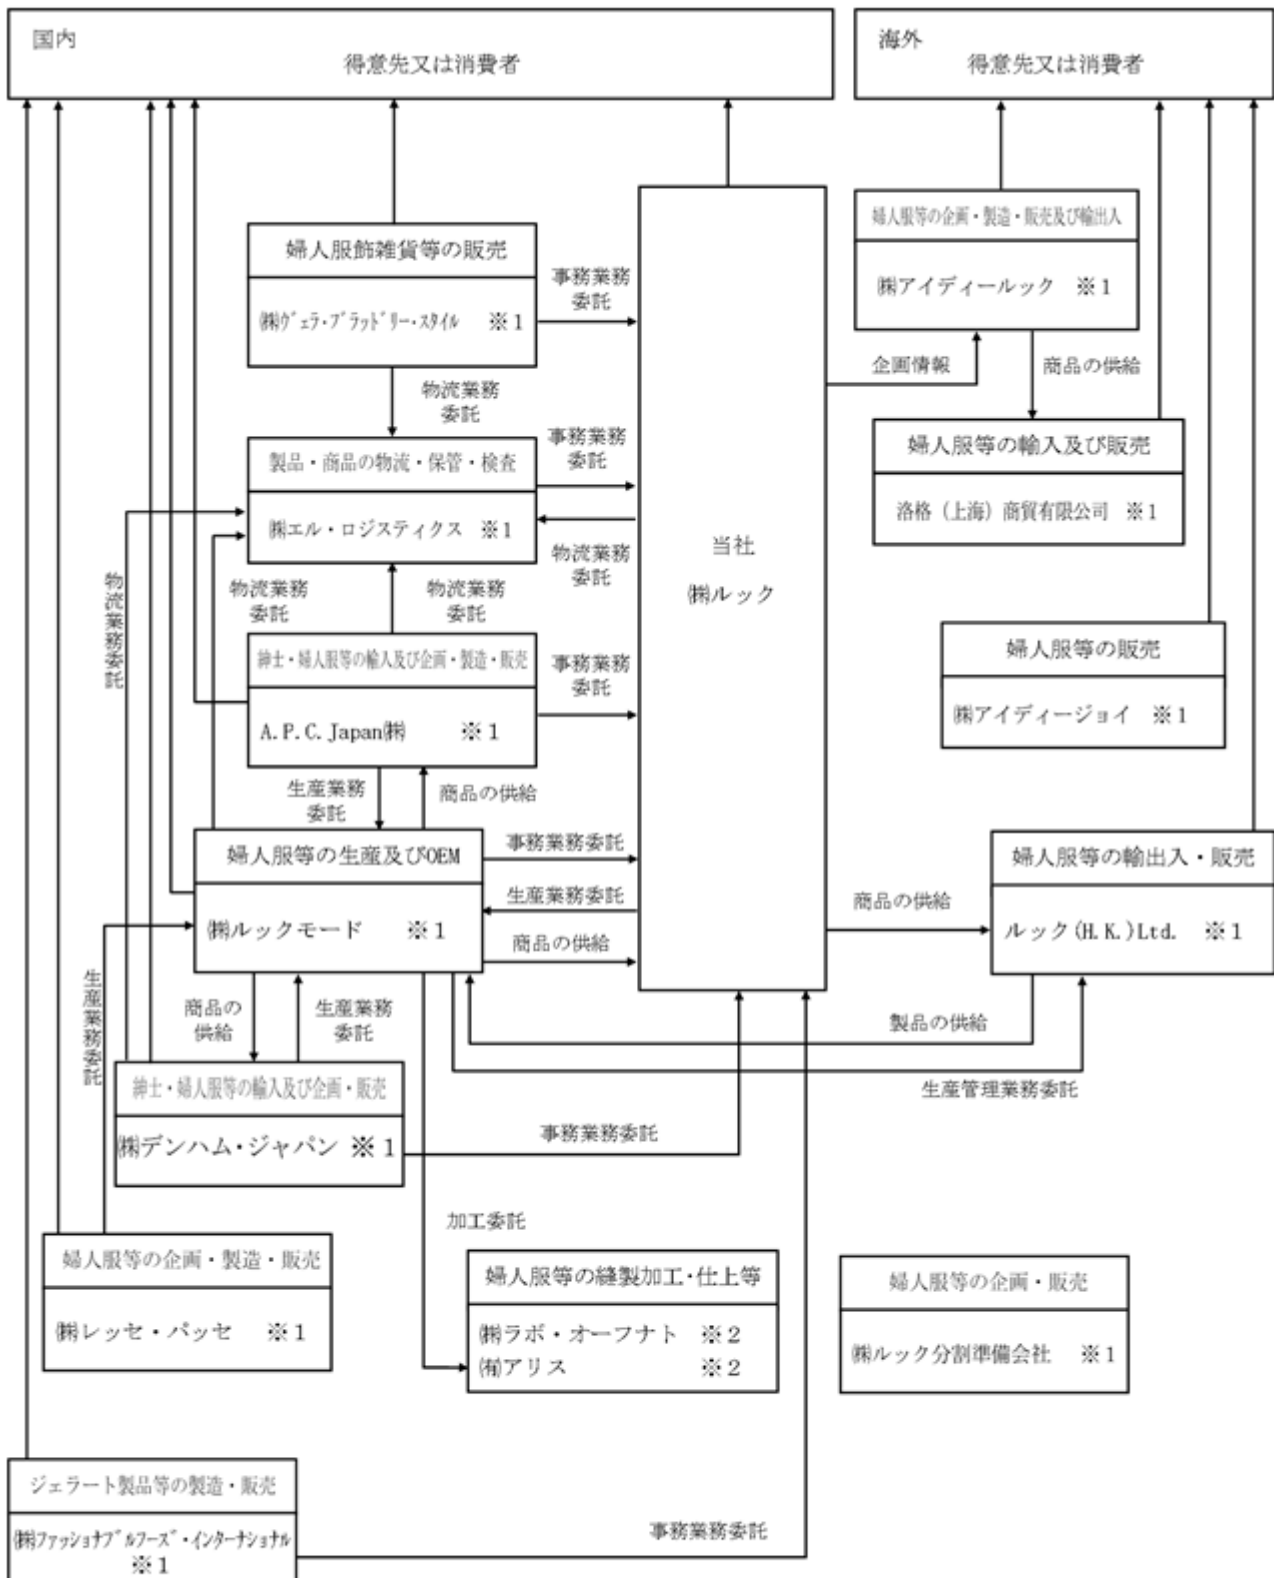 国内
得意先又は消費者
海外
得意先又は消費者
婦人服飾雑貨等の販売
㈱ヴェラ・ブラッドリー・スタイル ※1
事務業務
委託
物流業務
委託
製品・商品の物流・保管・検査
㈱エル・ロジスティクス ※1
事務業務
委託
物流業務
委託
物流業務
委託
物流業務
委託
物流業務委託
紳士・婦人服等の輸入及び企画・製造・販売
A.P.C.Japan㈱ ※1
事務業務
委託
生産業務
委託
商品の供給
婦人服等の生産及びOEM
㈱ルックモード ※1
事務業務委託
生産業務委託
商品の供給
当社
㈱ルック
婦人服等の企画・製造・販売及び輸出入
㈱アイディールック ※1
企画情報
商品の供給
婦人服等の輸入及び販売
洛格（上海）商貿有限公司 ※1
婦人服等の販売
㈱アイディージョイ ※1
婦人服等の輸出入・販売
商品の供給
ルック(H.K.)Ltd. ※1
製品の供給
生産管理業務委託
生産業務委託
商品の
供給
生産業務
委託
紳士・婦人服等の輸入及び企画・販売
㈱デンハム・ジャパン ※1
事務業務委託
加工委託
婦人服等の企画・製造・販売
㈱レッセ・パッセ ※1
婦人服等の縫製加工・仕上等
㈱ラボ・オーフナト ※2
㈲アリス ※2
婦人服等の企画・販売
㈱ルック分割準備会社 ※1
ジェラート製品等の製造・販売
㈱ファッショナブルフーズ・インターナショナル
※1
事務業務委託